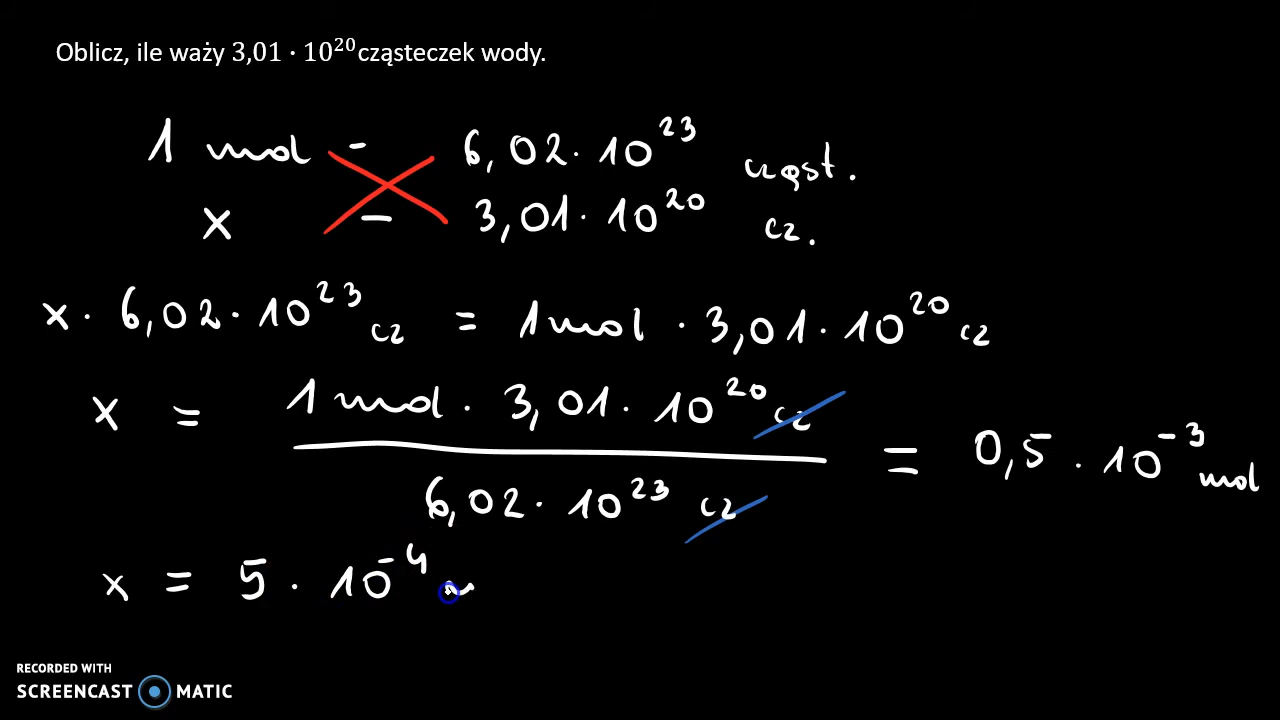 Oblicz, ile waży 3,01 · 10²⁰ cząsteczek wody.
1 mol - 6,02 · 10²³ cząst.
x - 3,01 · 10²⁰ cz.
x · 6,02 · 10²³ cz = 1 mol · 3,01 · 10²⁰ cz
1 mol · 3,01 · 10²⁰ cz
x = = 0,5 · 10⁻³ mol
6,02 · 10²³ cz
x = 5 · 10⁻⁴
RECORDED WITH
SCREENCAST MATIC